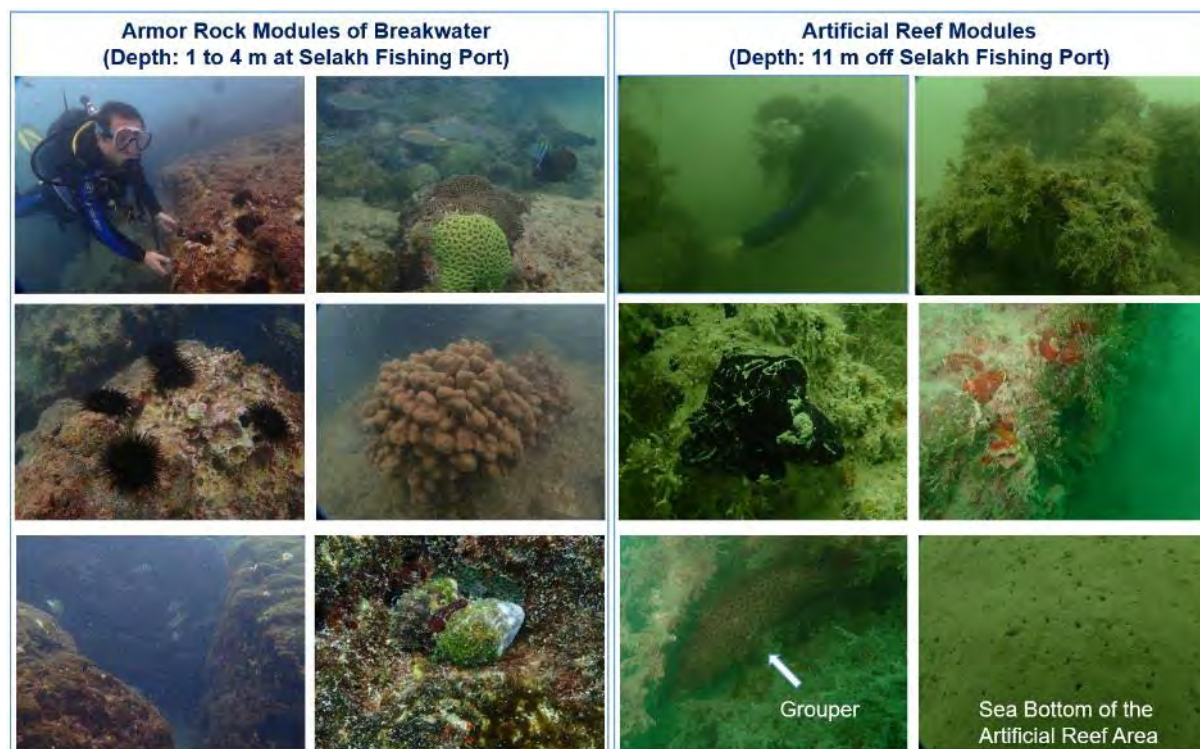 Armor Rock Modules of Breakwater
(Depth: 1 to 4 m at Selakh Fishing Port)
Artificial Reef Modules
(Depth: 11 m off Selakh Fishing Port)
Grouper
Sea Bottom of the
Artificial Reef Area